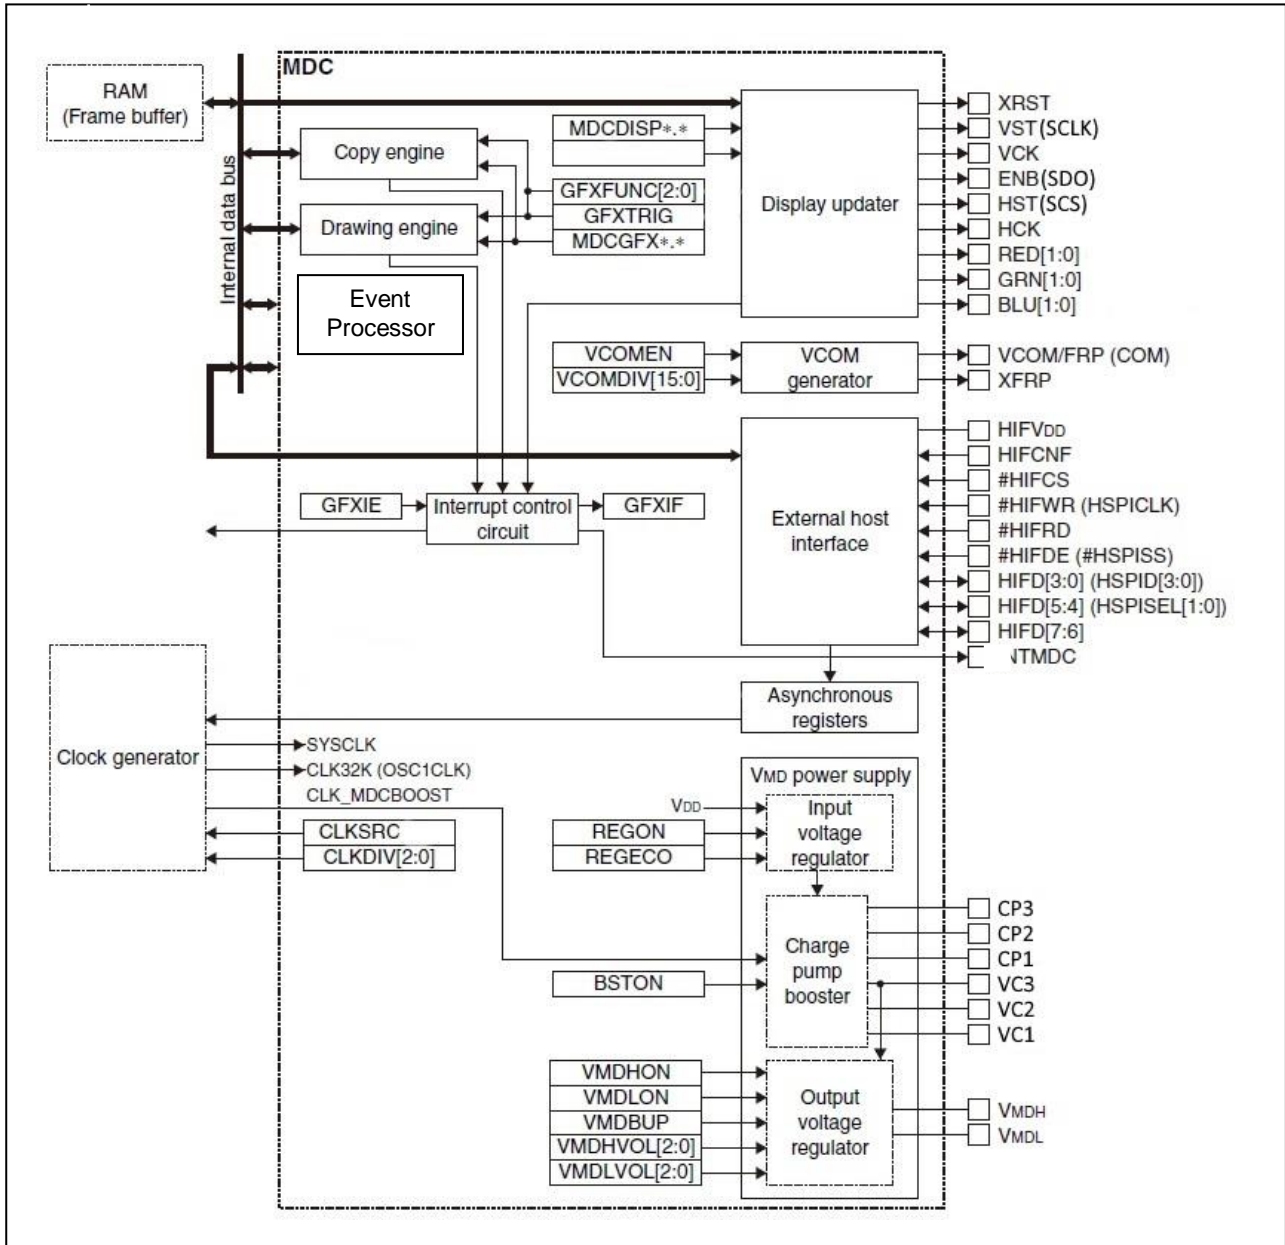 MDC
RAM
(Frame buffer)
Internal data bus
Copy engine
Drawing engine
Event
Processor
MDCDISP*.*
GFXFUNC[2:0]
GFXTRIG
MDCGFX*.*
Display updater
XRST
VST(SCLK)
VCK
ENB(SDO)
HST(SCS)
HCK
RED[1:0]
GRN[1:0]
BLU[1:0]
VCOMEN
VCOMDIV[15:0]
VCOM
generator
VCOM/FRP (COM)
XFRP
GFXIE
Interrupt control
circuit
GFXIF
External host
interface
HIFVDD
HIFCNF
#HIFCS
#HIFWR (HSPICLK)
#HIFRD
#HIFDE (#HSPISS)
HIFD[3:0] (HSPID[3:0])
HIFD[5:4] (HSPISEL[1:0])
HIFD[7:6]
NTMDC
Asynchronous
registers
Clock generator
SYSCLK
CLK32K (OSC1CLK)
CLK_MDCBOOST
CLKSRC
CLKDIV[2:0]
VMD power supply
VDD
REGON
REGECO
Input
voltage
regulator
BSTON
Charge
pump
booster
CP3
CP2
CP1
VC3
VC2
VC1
VMDHON
VMDLON
VMDBUP
VMDHVOL[2:0]
VMDLVOL[2:0]
Output
voltage
regulator
VMDH
VMDL